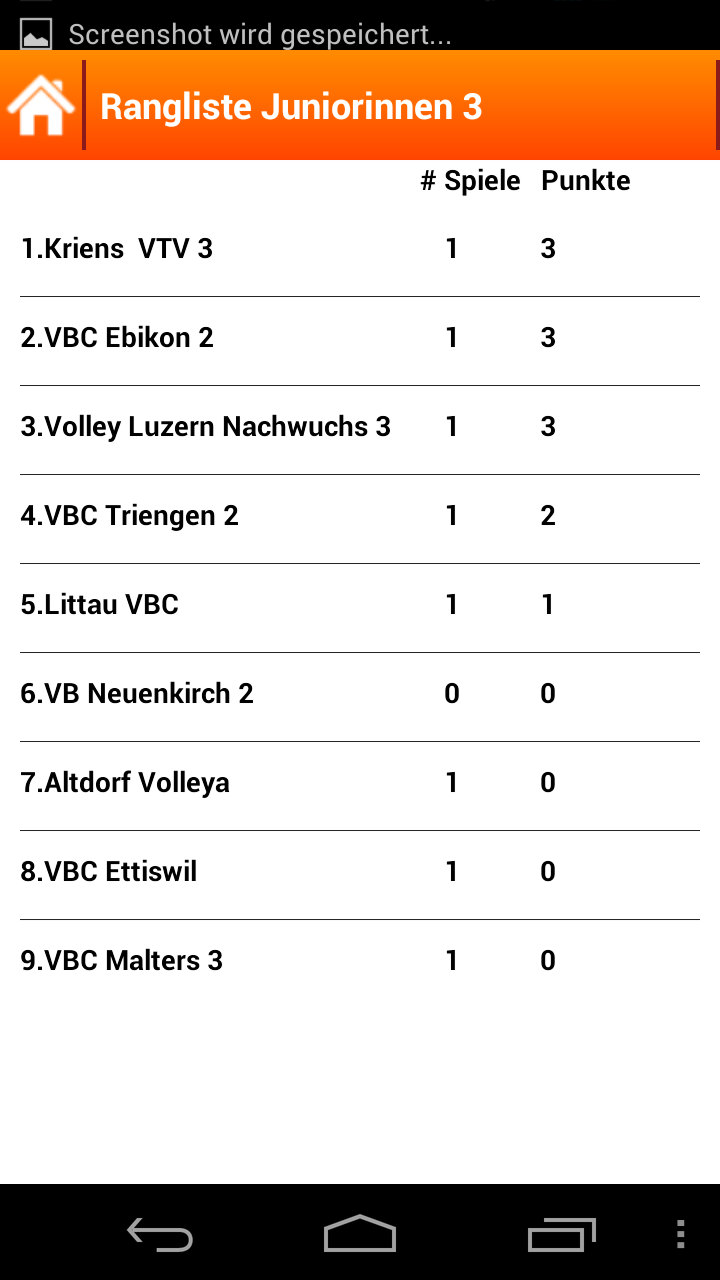 Screenshot wird gespeichert...
Rangliste Juniorinnen 3
# Spiele Punkte
1.Kriens  VTV 3 1 3
2.VBC Ebikon 2 1 3
3.Volley Luzern Nachwuchs 3 1 3
4.VBC Triengen 2 1 2
5.Littau VBC 1 1
6.VB Neuenkirch 2 0 0
7.Altdorf Volleya 1 0
8.VBC Ettiswil 1 0
9.VBC Malters 3 1 0